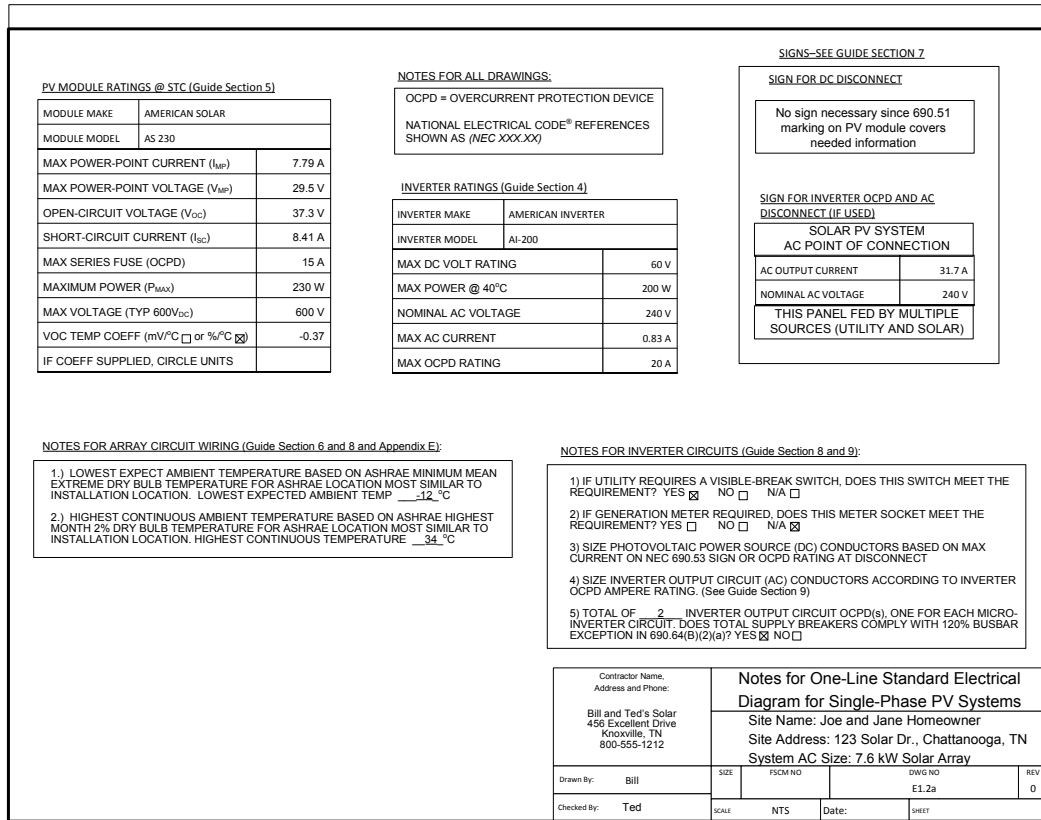 PV MODULE RATINGS @ STC (Guide Section 5)
MODULE MAKE AMERICAN SOLAR
MODULE MODEL AS 230
MAX POWER-POINT CURRENT (IMP) 7.79 A
MAX POWER-POINT VOLTAGE (VMP) 29.5 V
OPEN-CIRCUIT VOLTAGE (VOC) 37.3 V
SHORT-CIRCUIT CURRENT (ISC) 8.41 A
MAX SERIES FUSE (OCPD) 15 A
MAXIMUM POWER (PMAX) 230 W
MAX VOLTAGE (TYP 600VDC) 600 V
VOC TEMP COEFF (mV/°C ☐ or %/°C ☒) -0.37
IF COEFF SUPPLIED, CIRCLE UNITS
NOTES FOR ALL DRAWINGS:
OCPD = OVERCURRENT PROTECTION DEVICE
NATIONAL ELECTRICAL CODE® REFERENCES
SHOWN AS (NEC XXX.XX)
INVERTER RATINGS (Guide Section 4)
INVERTER MAKE AMERICAN INVERTER
INVERTER MODEL AI-200
MAX DC VOLT RATING 60 V
MAX POWER @ 40°C 200 W
NOMINAL AC VOLTAGE 240 V
MAX AC CURRENT 0.83 A
MAX OCPD RATING 20 A
SIGNS–SEE GUIDE SECTION 7
SIGN FOR DC DISCONNECT
No sign necessary since 690.51
marking on PV module covers
needed information
SIGN FOR INVERTER OCPD AND AC
DISCONNECT (IF USED)
SOLAR PV SYSTEM
AC POINT OF CONNECTION
AC OUTPUT CURRENT 31.7 A
NOMINAL AC VOLTAGE 240 V
THIS PANEL FED BY MULTIPLE
SOURCES (UTILITY AND SOLAR)
NOTES FOR ARRAY CIRCUIT WIRING (Guide Section 6 and 8 and Appendix E):
1.) LOWEST EXPECT AMBIENT TEMPERATURE BASED ON ASHRAE MINIMUM MEAN
EXTREME DRY BULB TEMPERATURE FOR ASHRAE LOCATION MOST SIMILAR TO
INSTALLATION LOCATION. LOWEST EXPECTED AMBIENT TEMP ___-12_°C
2.) HIGHEST CONTINUOUS AMBIENT TEMPERATURE BASED ON ASHRAE HIGHEST
MONTH 2% DRY BULB TEMPERATURE FOR ASHRAE LOCATION MOST SIMILAR TO
INSTALLATION LOCATION. HIGHEST CONTINUOUS TEMPERATURE __34_°C
NOTES FOR INVERTER CIRCUITS (Guide Section 8 and 9):
1) IF UTILITY REQUIRES A VISIBLE-BREAK SWITCH, DOES THIS SWITCH MEET THE
REQUIREMENT? YES ☒ NO ☐ N/A ☐
2) IF GENERATION METER REQUIRED, DOES THIS METER SOCKET MEET THE
REQUIREMENT? YES ☐ NO ☐ N/A ☒
3) SIZE PHOTOVOLTAIC POWER SOURCE (DC) CONDUCTORS BASED ON MAX
CURRENT ON NEC 690.53 SIGN OR OCPD RATING AT DISCONNECT
4) SIZE INVERTER OUTPUT CIRCUIT (AC) CONDUCTORS ACCORDING TO INVERTER
OCPD AMPERE RATING. (See Guide Section 9)
5) TOTAL OF ___2___ INVERTER OUTPUT CIRCUIT OCPD(s), ONE FOR EACH MICRO-
INVERTER CIRCUIT. DOES TOTAL SUPPLY BREAKERS COMPLY WITH 120% BUSBAR
EXCEPTION IN 690.64(B)(2)(a)? YES ☒ NO ☐
Contractor Name,
Address and Phone:
Bill and Ted's Solar
456 Excellent Drive
Knoxville, TN
800-555-1212
Notes for One-Line Standard Electrical
Diagram for Single-Phase PV Systems
Site Name: Joe and Jane Homeowner
Site Address: 123 Solar Dr., Chattanooga, TN
System AC Size: 7.6 kW Solar Array
Drawn By: Bill
SIZE FSCM NO DWG NO REV
E1.2a 0
Checked By: Ted
SCALE NTS Date: SHEET